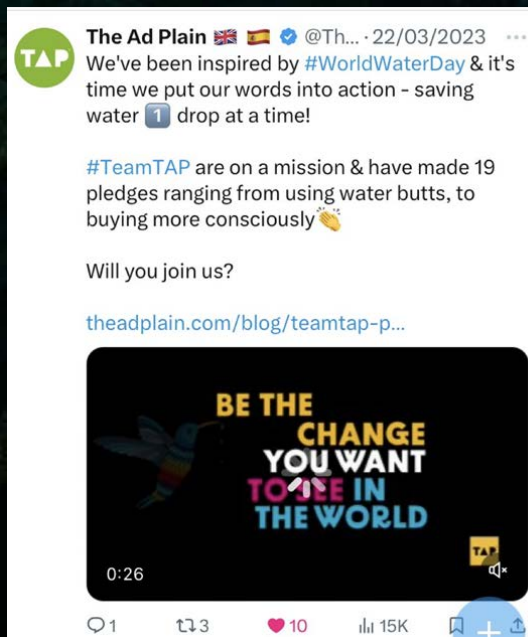 TAP
The Ad Plain 🇬🇧 🇪🇸 @Th... · 22/03/2023 ...
We've been inspired by #WorldWaterDay & it's
time we put our words into action - saving
water 1️⃣ drop at a time!
#TeamTAP are on a mission & have made 19
pledges ranging from using water butts, to
buying more consciously👏
Will you join us?
theadplain.com/blog/teamtap-p...
BE THE
CHANGE
YOU WANT
TO SEE IN
THE WORLD
TAP
0:26
1 3 10 15K